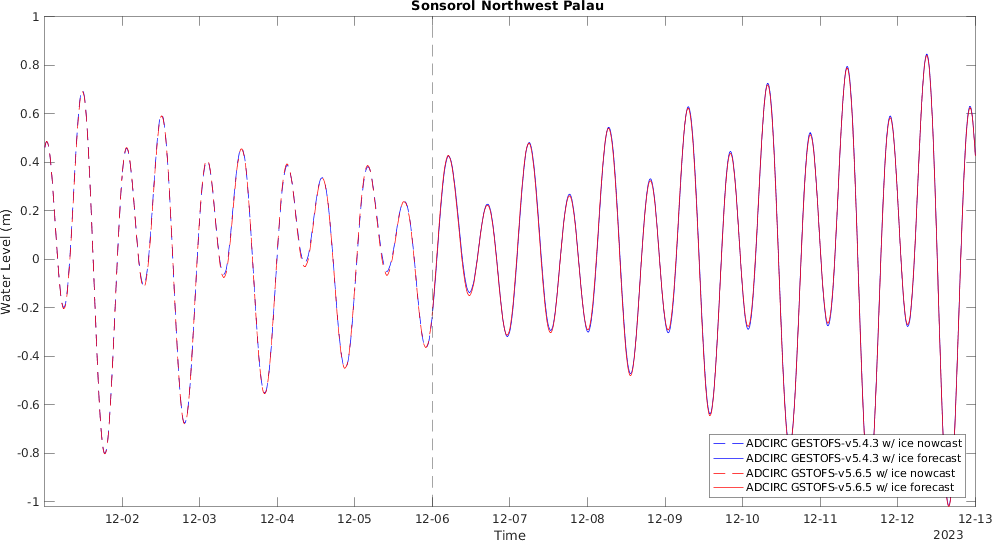 Sonsorol Northwest Palau
1
0.8
0.6
0.4
0.2
0
-0.2
-0.4
-0.6
-0.8
-1
Water Level (m)
ADCIRC GESTOFS-v5.4.3 w/ ice nowcast
ADCIRC GESTOFS-v5.4.3 w/ ice forecast
ADCIRC GSTOFS-v5.6.5 w/ ice nowcast
ADCIRC GSTOFS-v5.6.5 w/ ice forecast
12-02 12-03 12-04 12-05 12-06 12-07 12-08 12-09 12-10 12-11 12-12 12-13
Time
2023